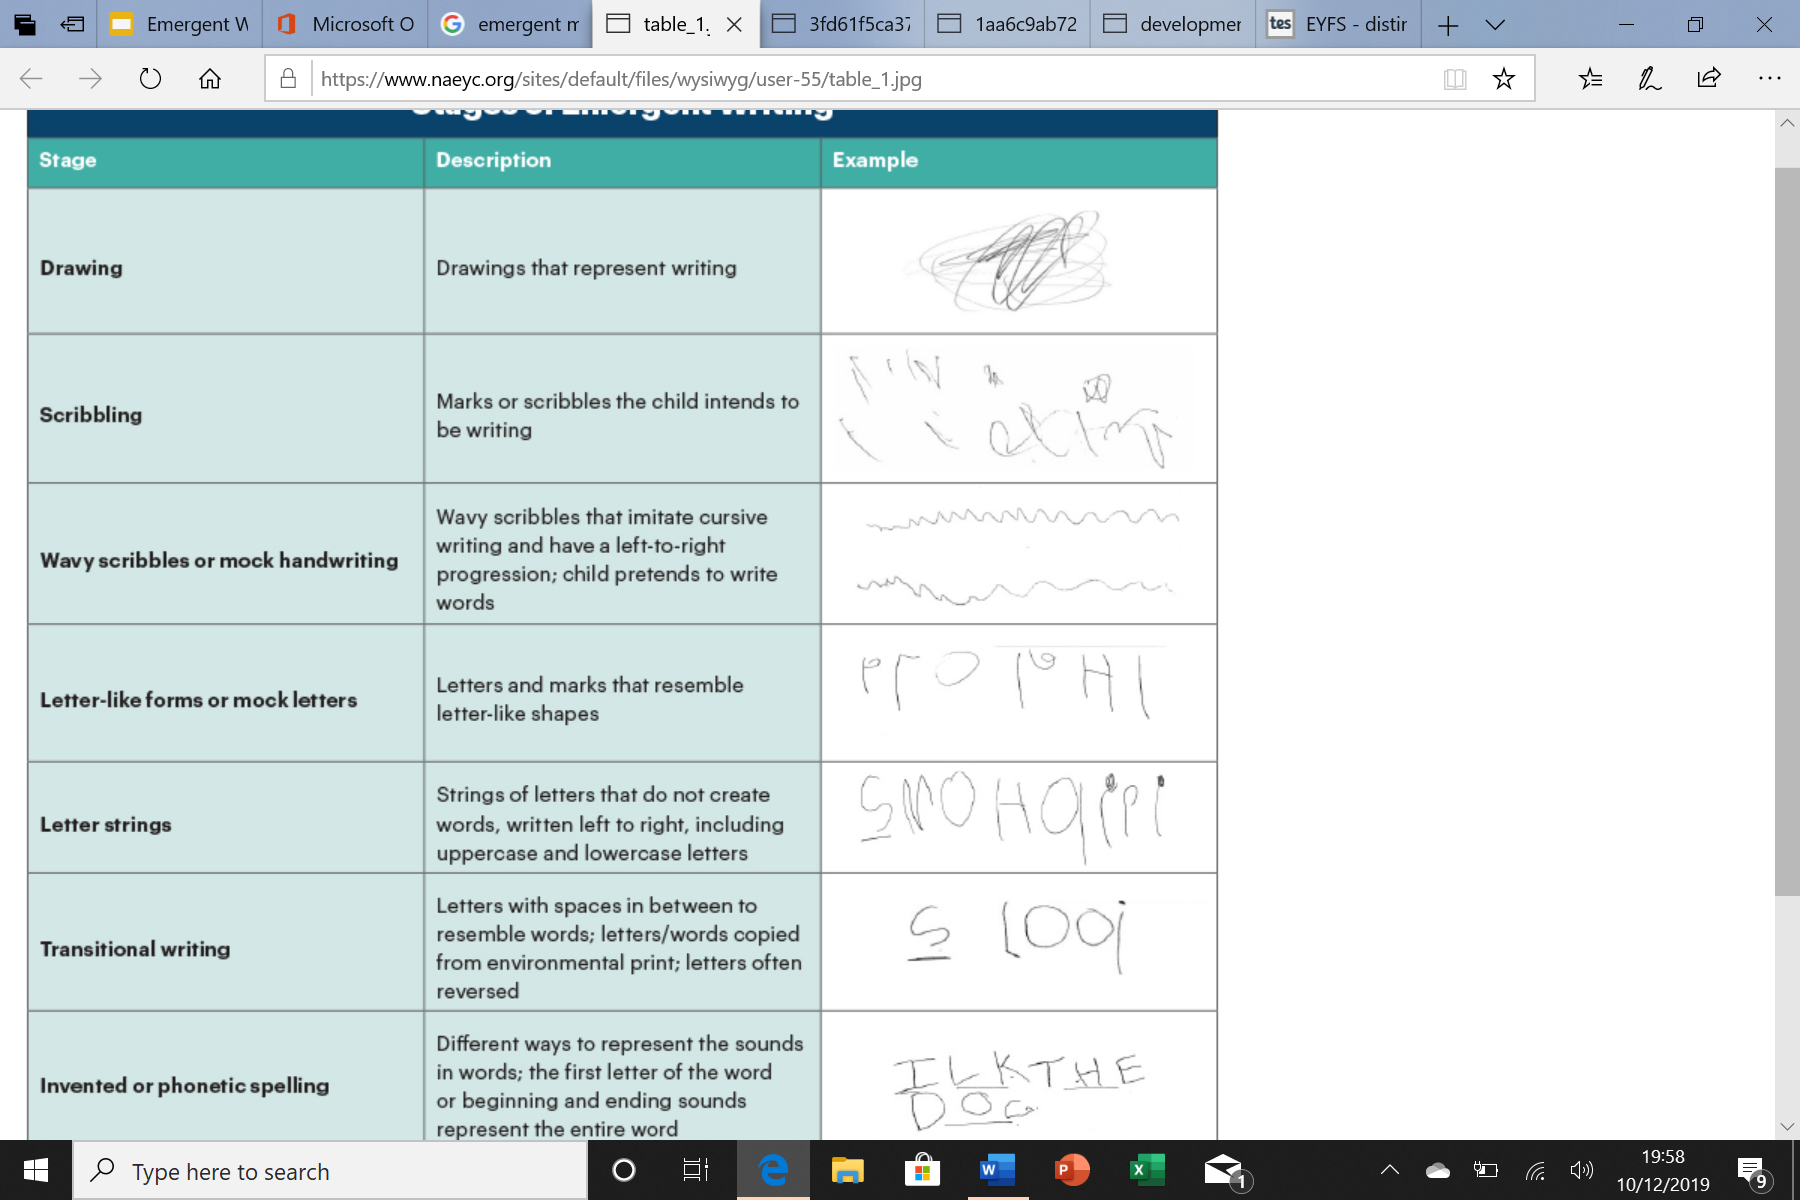 Emergent W
Microsoft O
emergent m
table_1.
3fd61f5ca37
1aa6c9ab72
developmer
tes
EYFS - distir
https://www.naeyc.org/sites/default/files/wysiwyg/user-55/table_1.jpg
Stages of Emergent Writing
Stage Description Example
Drawing
Drawings that represent writing
Scribbling
Marks or scribbles the child intends to
be writing
Wavy scribbles or mock handwriting
Wavy scribbles that imitate cursive
writing and have a left-to-right
progression; child pretends to write
words
Letter-like forms or mock letters
Letters and marks that resemble
letter-like shapes
Letter strings
Strings of letters that do not create
words, written left to right, including
uppercase and lowercase letters
Transitional writing
Letters with spaces in between to
resemble words; letters/words copied
from environmental print; letters often
reversed
Invented or phonetic spelling
Different ways to represent the sounds
in words; the first letter of the word
or beginning and ending sounds
represent the entire word
ILKTHE
DOG
Type here to search
1
19:58
10/12/2019
9